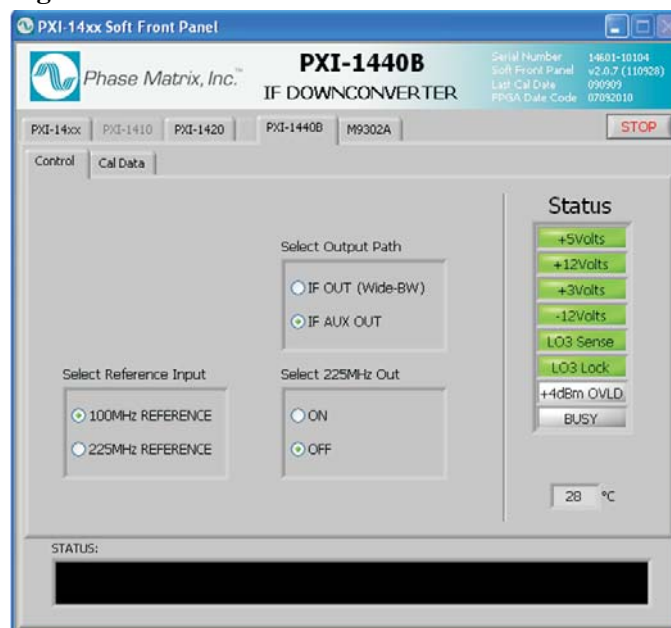 PXI-14xx Soft Front Panel
Phase Matrix, Inc.™
PXI-1440B
IF DOWNCONVERTER
Serial Number 14601-10104
Soft Front Panel v2.0.7 (110928)
Last Cal Date 090909
FPGA Date Code 07092010
PXI-14xx PXI-1410 PXI-1420 PXI-1440B M9302A STOP
Control Cal Data
Status
+5Volts
+12Volts
+3Volts
-12Volts
LO3 Sense
LO3 Lock
+4dBm OVLD
BUSY
28 °C
Select Output Path
IF OUT (Wide-BW)
IF AUX OUT
Select Reference Input
100MHz REFERENCE
225MHz REFERENCE
Select 225MHz Out
ON
OFF
STATUS: